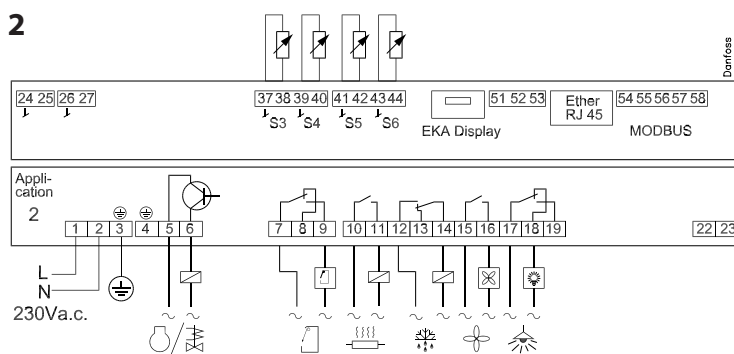 2
Danfoss
24 25 26 27 37 38 39 40 41 42 43 44 51 52 53 Ether RJ 45 54 55 56 57 58
S3 S4 S5 S6 EKA Display MODBUS
Appli-
cation
2
1 2 3 4 5 6 7 8 9 10 11 12 13 14 15 16 17 18 19 22 23
L
N
230Va.c.